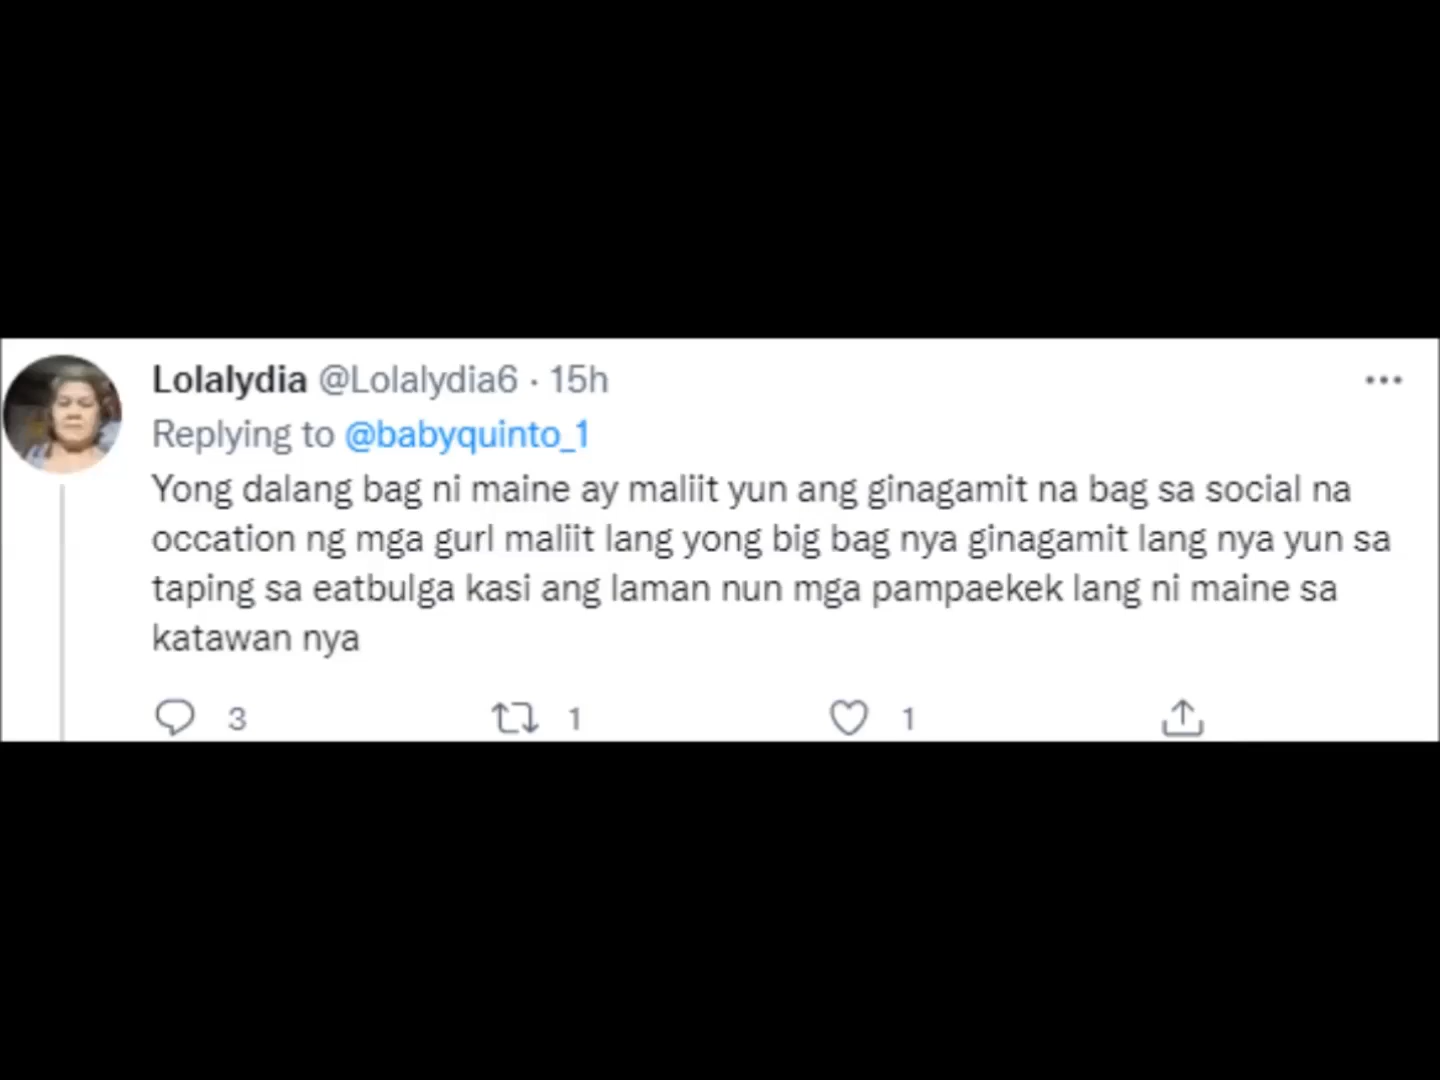 Lolalydia @Lolalydia6 · 15h
Replying to @babyquinto_1
Yong dalang bag ni maine ay maliit yun ang ginagamit na bag sa social na
occation ng mga gurl maliit lang yong big bag nya ginagamit lang nya yun sa
taping sa eatbulga kasi ang laman nun mga pampaekek lang ni maine sa
katawan nya
3 1 1